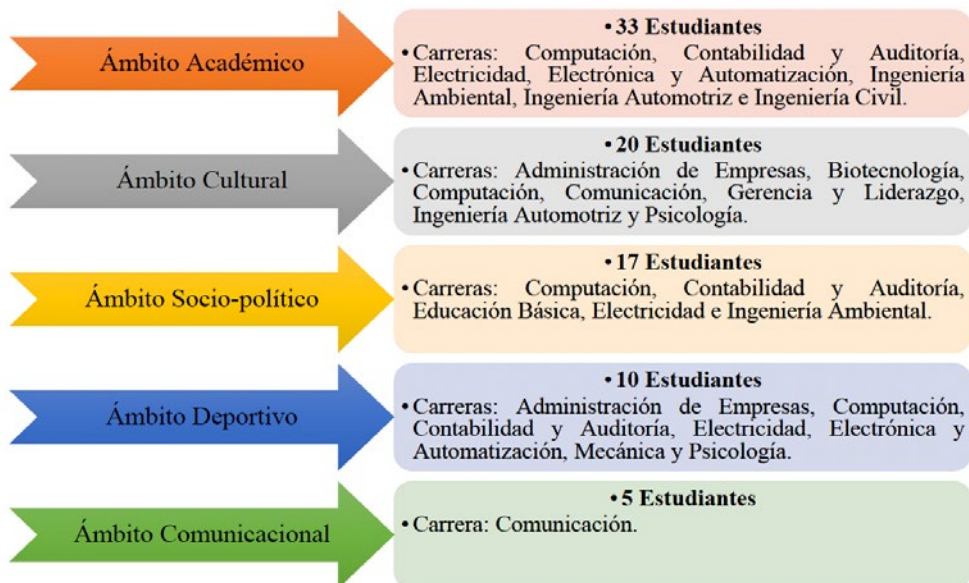 Ámbito Académico
• 33 Estudiantes
• Carreras: Computación, Contabilidad y Auditoría,
Electricidad, Electrónica y Automatización, Ingeniería
Ambiental, Ingeniería Automotriz e Ingeniería Civil.
Ámbito Cultural
• 20 Estudiantes
• Carreras: Administración de Empresas, Biotecnología,
Computación, Comunicación, Gerencia y Liderazgo,
Ingeniería Automotriz y Psicología.
Ámbito Socio-político
• 17 Estudiantes
• Carreras: Computación, Contabilidad y Auditoría,
Educación Básica, Electricidad e Ingeniería Ambiental.
Ámbito Deportivo
• 10 Estudiantes
• Carreras: Administración de Empresas, Computación,
Contabilidad y Auditoría, Electricidad, Electrónica y
Automatización, Mecánica y Psicología.
Ámbito Comunicacional
• 5 Estudiantes
• Carrera: Comunicación.